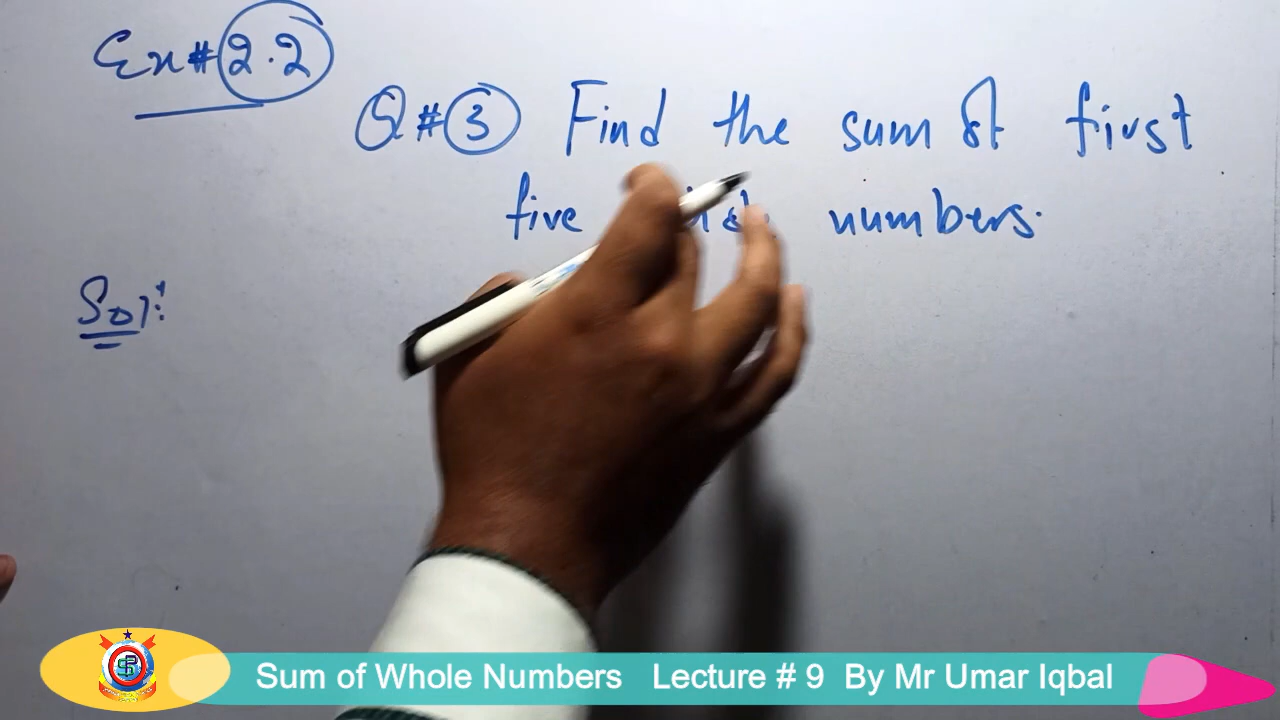 Ex # 2.2
Q # 3 Find the sum of first
five numbers.
Sol:
Sum of Whole Numbers Lecture # 9 By Mr Umar Iqbal